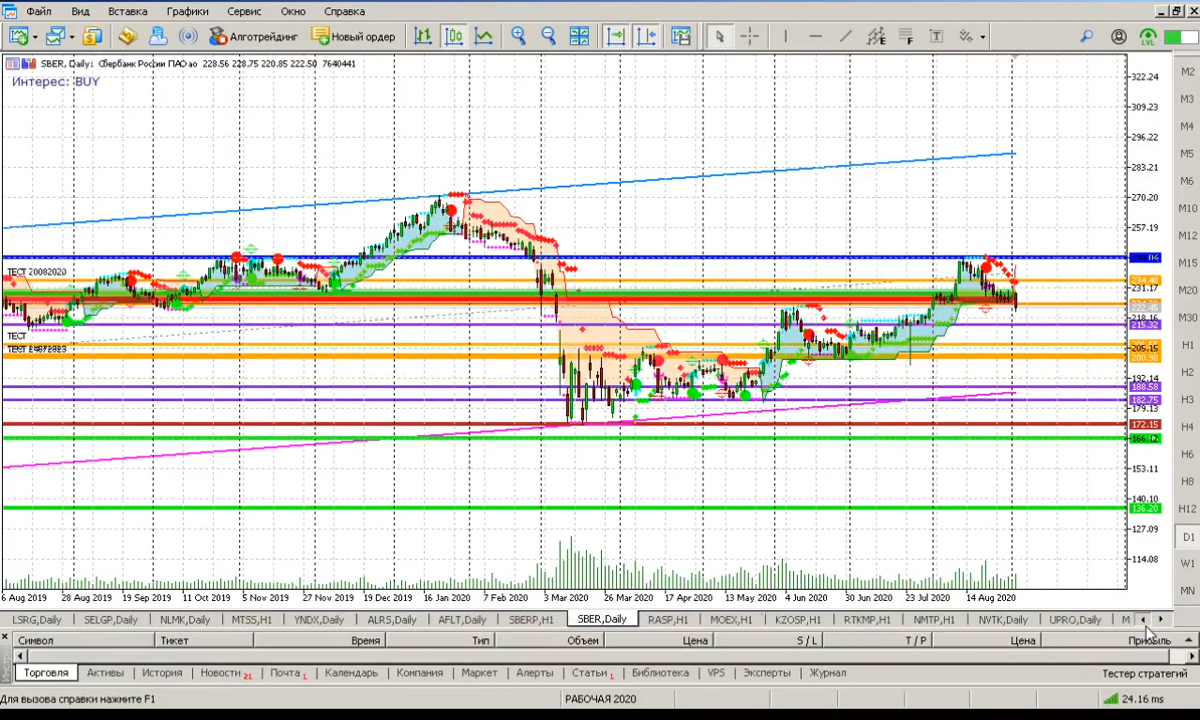 Файл Вид Вставка Графики Сервис Окно Справка
Алготрейдинг Новый ордер
LVL
SBER, Daily: Сбербанк России ПАО ао 228.56 228.75 220.85 222.50 7640441
Интерес: BUY
322.24
309.23
296.22
283.21
270.20
257.19
ТЕСТ 20082020
234.48
231.17
218.16
215.32
ТЕСТ
205.15
200.98
192.14
188.58
182.75
179.13
172.15
166.12
153.11
140.10
136.20
127.09
114.08
6 Aug 2019 28 Aug 2019 19 Sep 2019 11 Oct 2019 5 Nov 2019 27 Nov 2019 19 Dec 2019 16 Jan 2020 7 Feb 2020 3 Mar 2020 26 Mar 2020 17 Apr 2020 13 May 2020 4 Jun 2020 30 Jun 2020 23 Jul 2020 14 Aug 2020
M2
M3
M4
M5
M6
M10
M12
M15
M20
M30
H1
H2
H3
H4
H6
H8
H12
D1
W1
MN
LSRG,Daily SELGP,Daily NLMK,Daily MTSS,H1 YNDX,Daily ALRS,Daily AFLT,Daily SBERP,H1 SBER,Daily RASP,H1 MOEX,H1 KZOSP,H1 RTKMP,H1 NMTP,H1 NVTK,Daily UPRO,Daily M
Символ Тикет Время Тип Объем Цена S / L T / P Цена Прибыль
Торговля Активы История Новости 21 Почта 1 Календарь Компания Маркет Алерты Статьи 1 Библиотека VPS Эксперты Журнал Тестер стратегий
Для вызова справки нажмите F1 РАБОЧАЯ 2020 24.16 ms